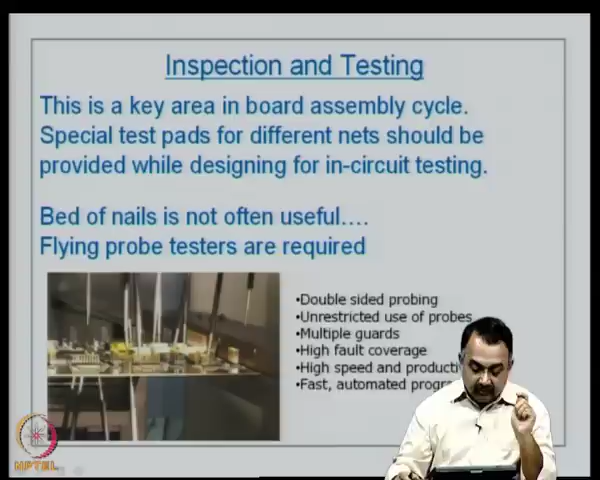 Inspection and Testing
This is a key area in board assembly cycle.
Special test pads for different nets should be
provided while designing for in-circuit testing.
Bed of nails is not often useful....
Flying probe testers are required
•Double sided probing
•Unrestricted use of probes
•Multiple guards
•High fault coverage
•High speed and
•Fast, automated
NPTEL